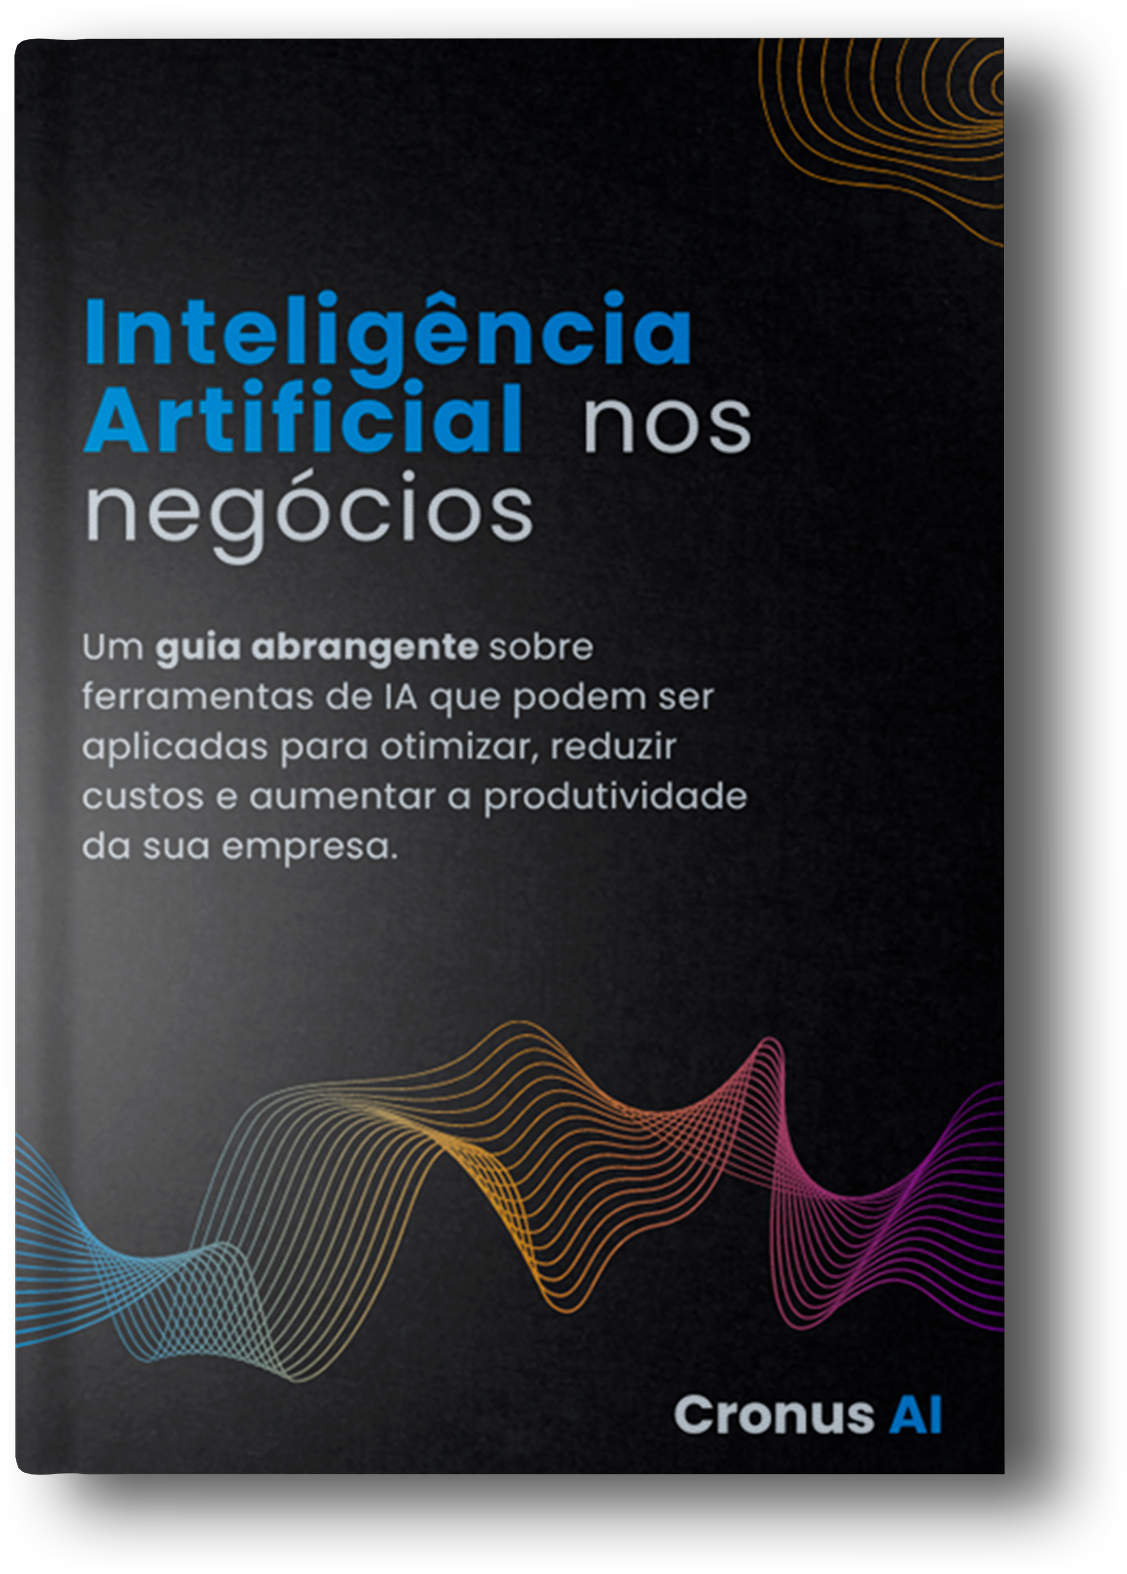 Inteligência
Artificial nos
negócios
Um guia abrangente sobre
ferramentas de IA que podem ser
aplicadas para otimizar, reduzir
custos e aumentar a produtividade
da sua empresa.
Cronus AI